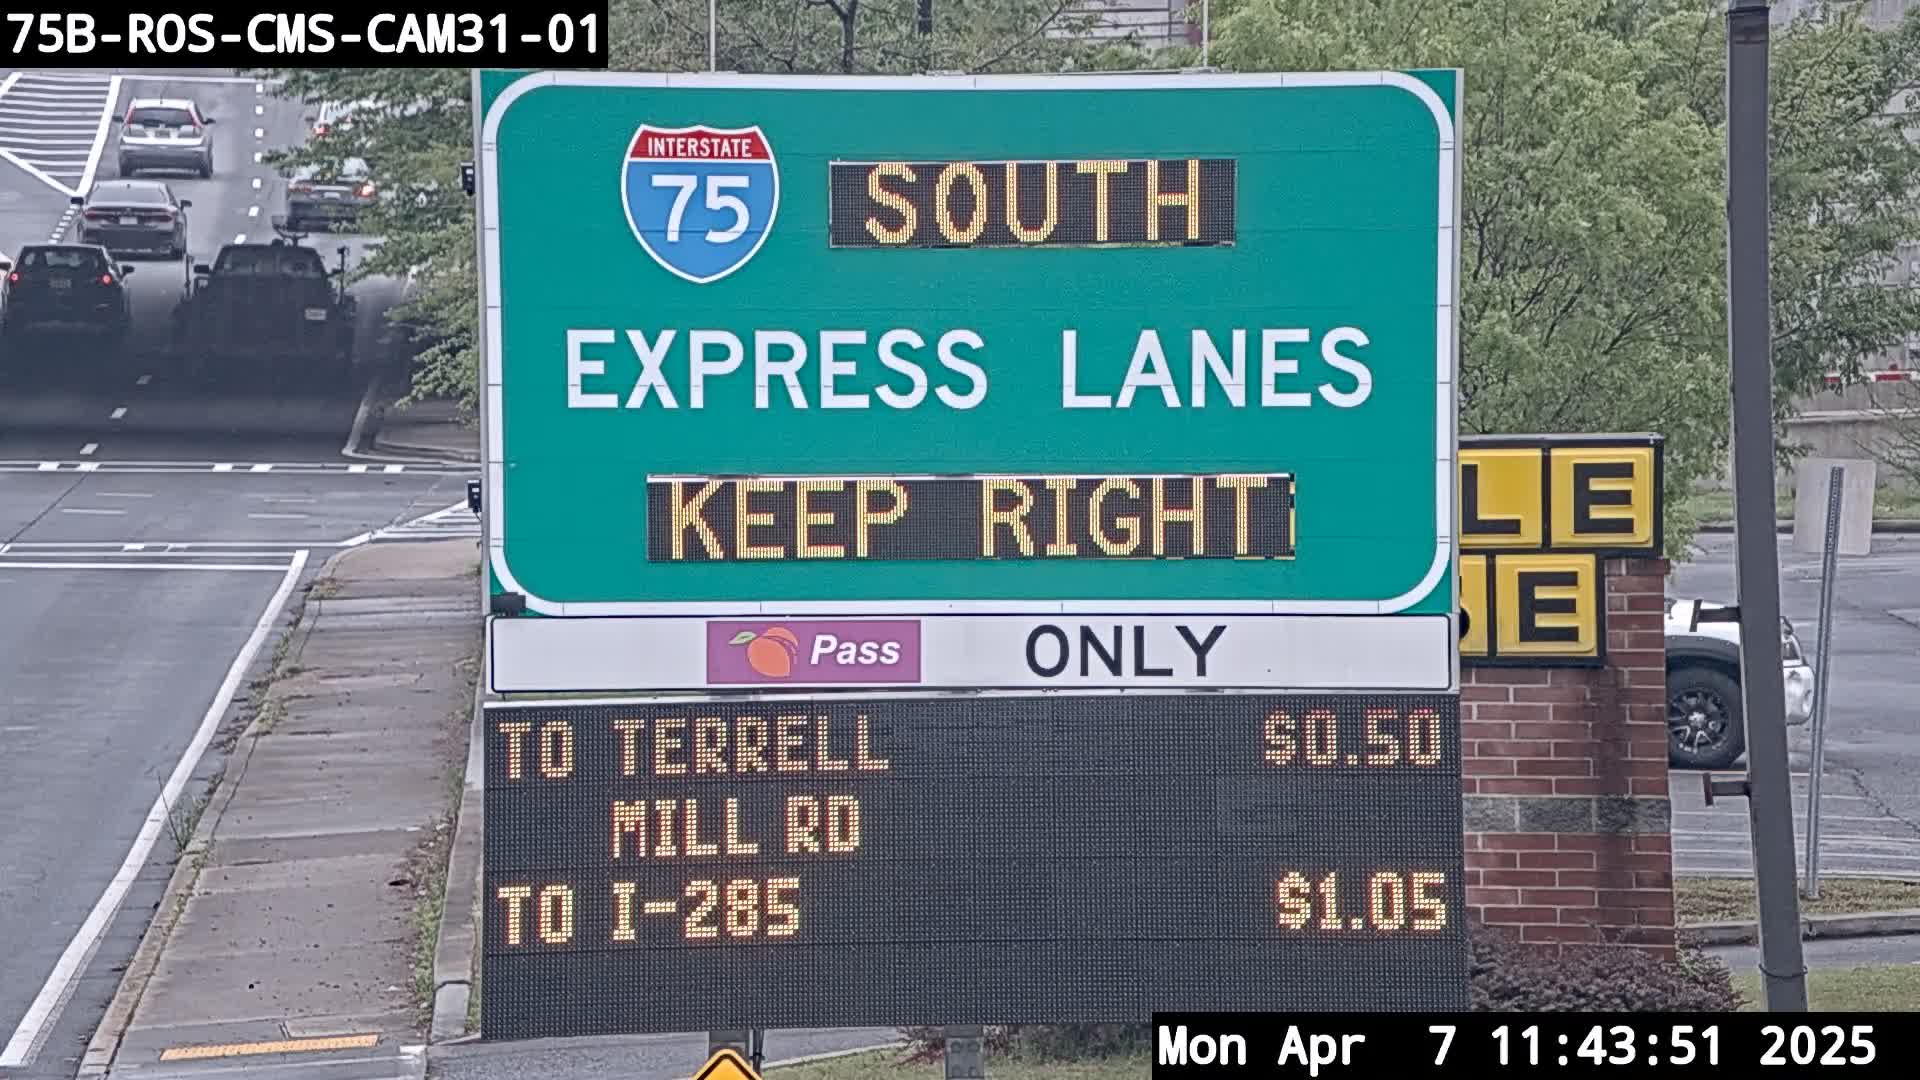 75B-ROS-CMS-CAM31-01
INTERSTATE
75
SOUTH
EXPRESS LANES
KEEP RIGHT
Pass ONLY
TO TERRELL $0.50
MILL RD
TO I-285 $1.05
LE
E
Mon Apr 7 11:43:51 2025